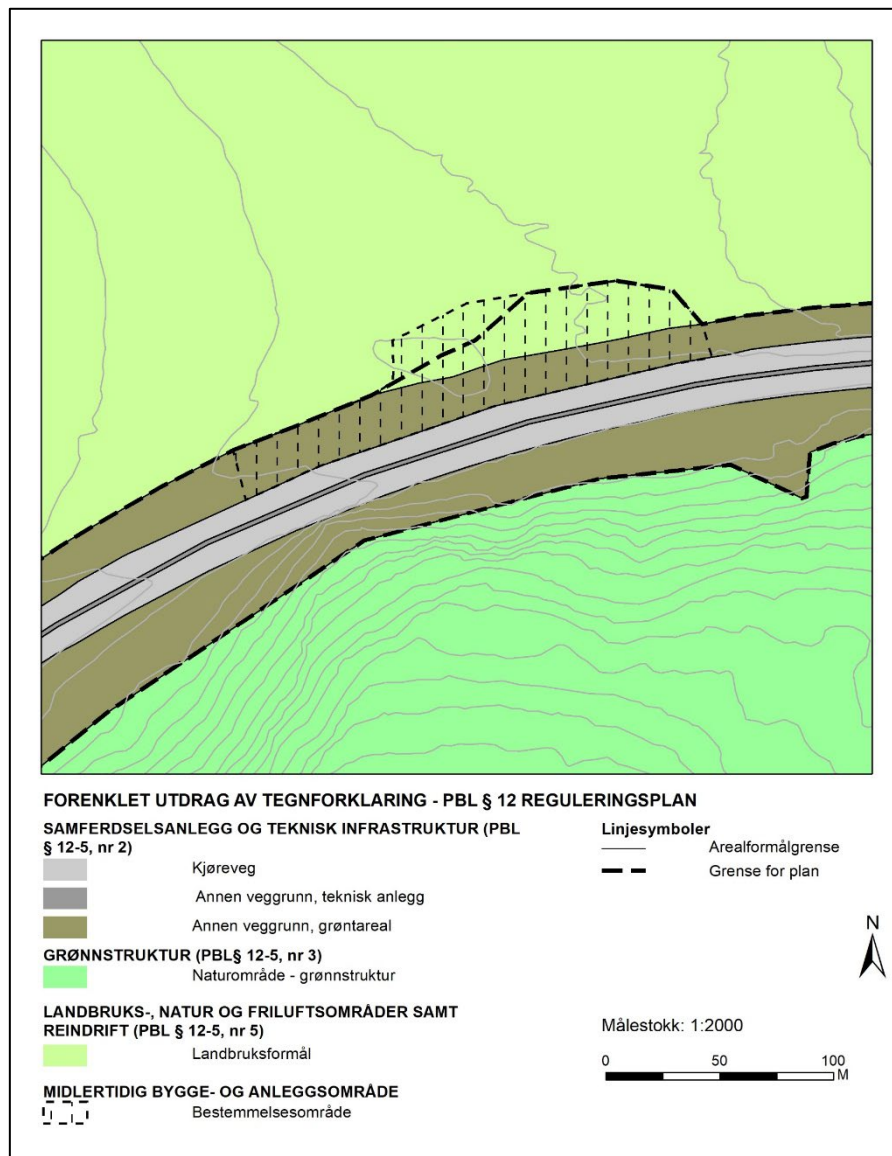 FORENKLET UTDRAG AV TEGNFORKLARING - PBL § 12 REGULERINGSPLAN
SAMFERDSELSANLEGG OG TEKNISK INFRASTRUKTUR (PBL
§ 12-5, nr 2)
Kjøreveg
Annen veggrunn, teknisk anlegg
Annen veggrunn, grøntareal
GRØNNSTRUKTUR (PBL§ 12-5, nr 3)
Naturområde - grønnstruktur
LANDBRUKS-, NATUR OG FRILUFTSOMRÅDER SAMT
REINDRIFT (PBL § 12-5, nr 5)
Landbruksformål
MIDLERTIDIG BYGGE- OG ANLEGGSOMRÅDE
Bestemmelsesområde
Linjesymboler
Arealformålgrense
Grense for plan
N
Målestokk: 1:2000
0 50 100
M